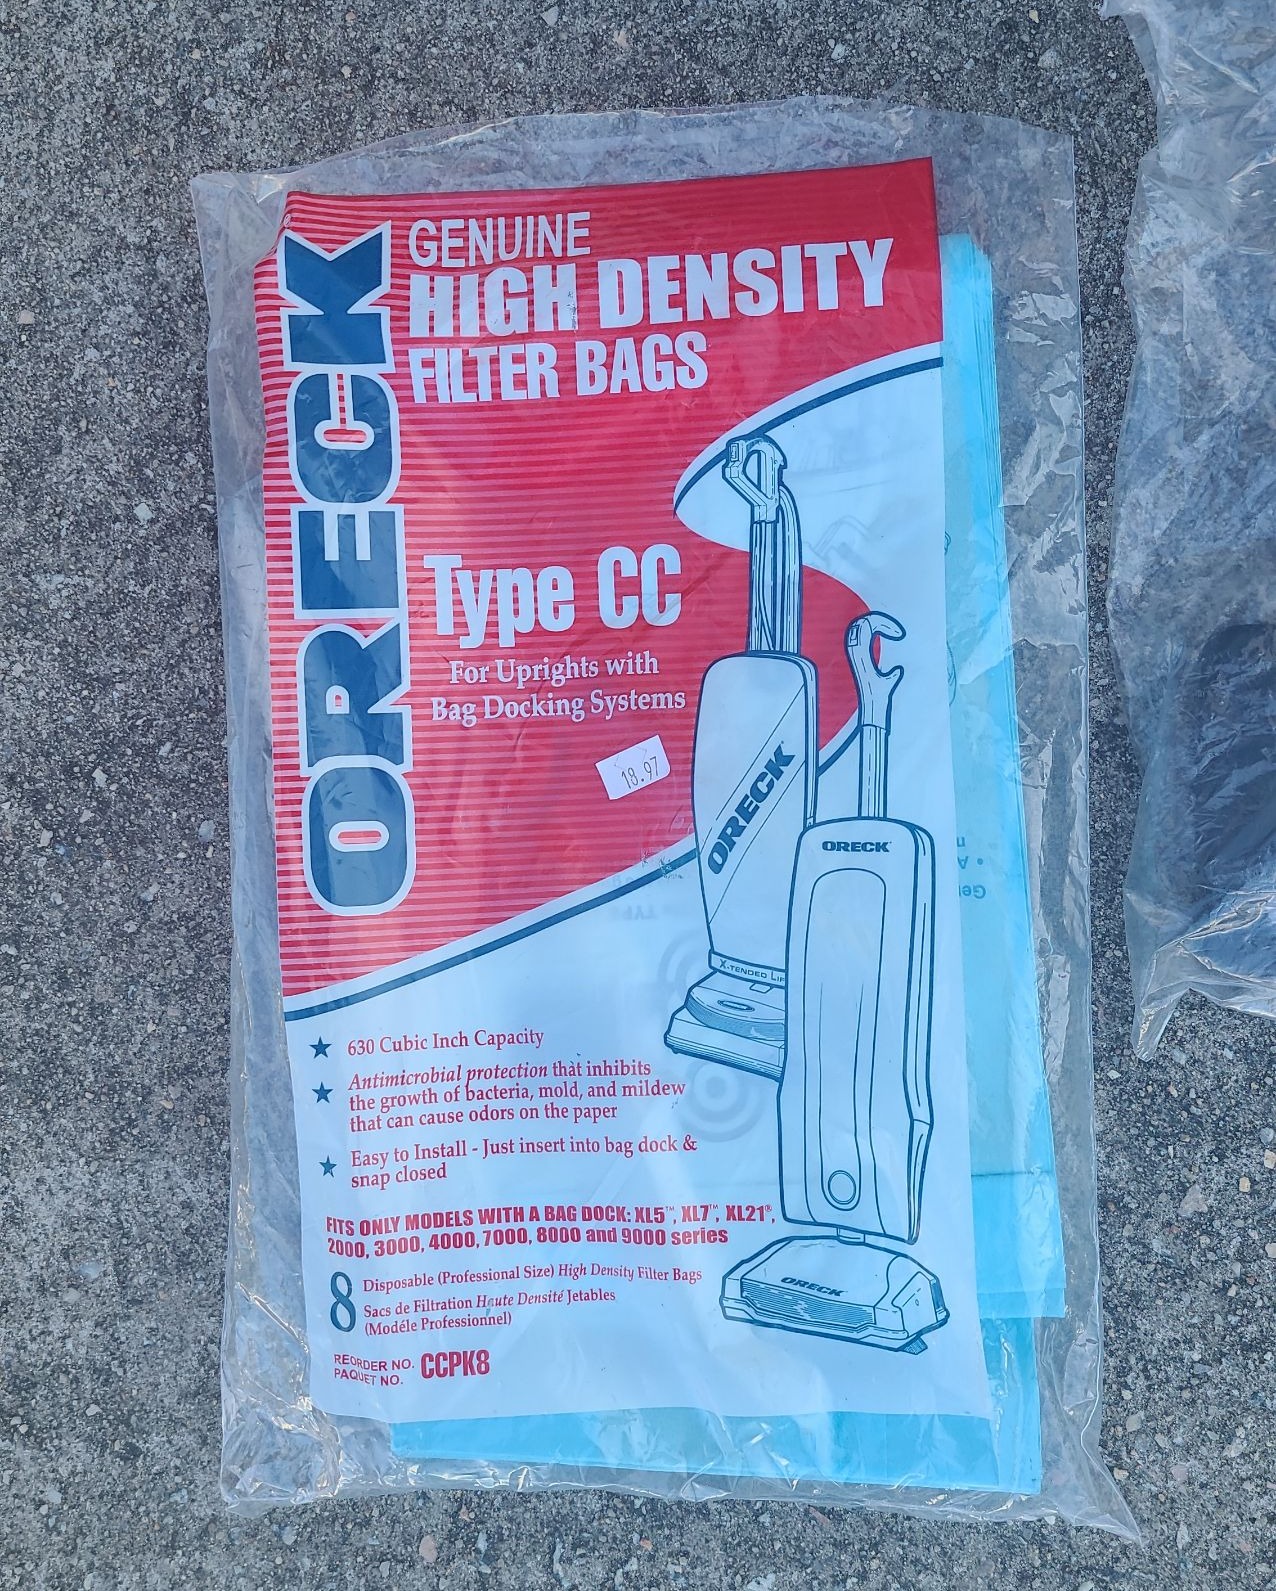 ORECK
GENUINE
HIGH DENSITY
FILTER BAGS
Type CC
For Uprights with
Bag Docking Systems
18.97
ORECK
X-TENDED LIF
ORECK
ORECK
★ 630 Cubic Inch Capacity
★ Antimicrobial protection that inhibits
the growth of bacteria, mold, and mildew
that can cause odors on the paper
★ Easy to Install - Just insert into bag dock &
snap closed
FITS ONLY MODELS WITH A BAG DOCK: XL5™, XL7™, XL21®,
2000, 3000, 4000, 7000, 8000 and 9000 series
8 Disposable (Professional Size) High Density Filter Bags
Sacs de Filtration Haute Densité Jetables
(Modéle Professionnel)
REORDER NO. CCPK8
PAQUET NO.